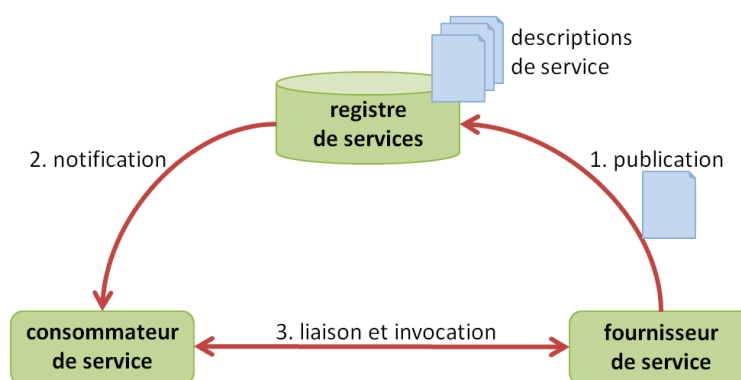 descriptions
de service
registre
de services
2. notification
1. publication
consommateur
de service
3. liaison et invocation
fournisseur
de service